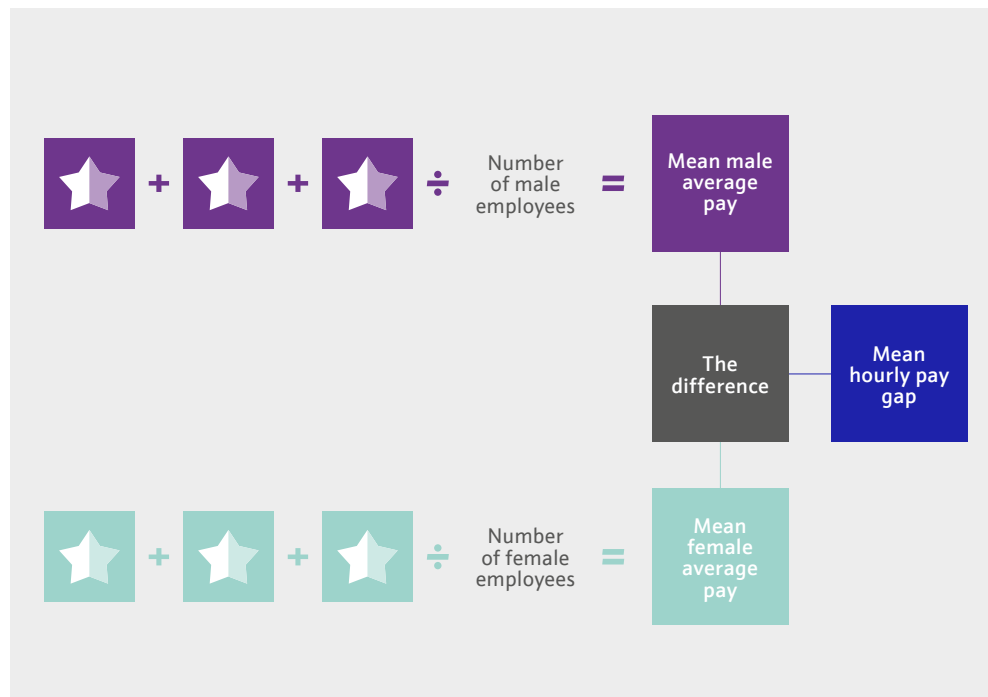 + + ÷
Number
of male
employees
=
Mean male
average
pay
The
difference
Mean
hourly pay
gap
+ + ÷
Number
of female
employees
=
Mean
female
average
pay